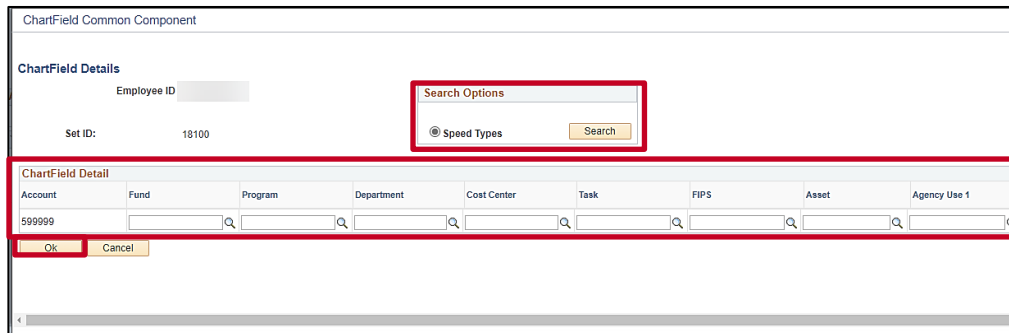 ChartField Common Component
ChartField Details
Employee ID
Search Options
Set ID: 18100
Speed Types Search
ChartField Detail
Account Fund Program Department Cost Center Task FIPS Asset Agency Use 1
599999
Ok Cancel